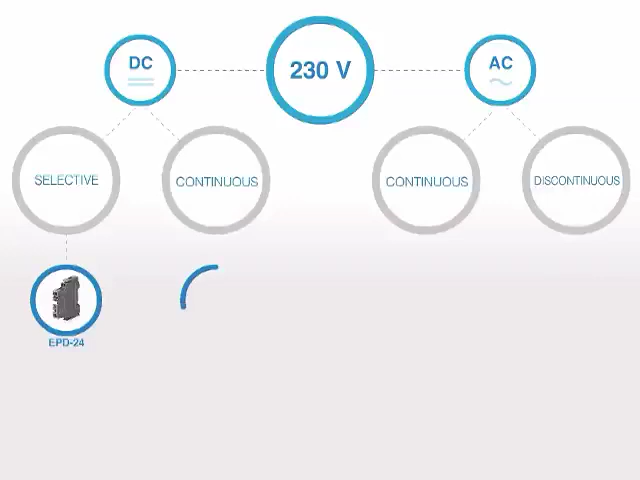 DC
230 V
AC
SELECTIVE
CONTINUOUS
CONTINUOUS
DISCONTINUOUS
EPD-24